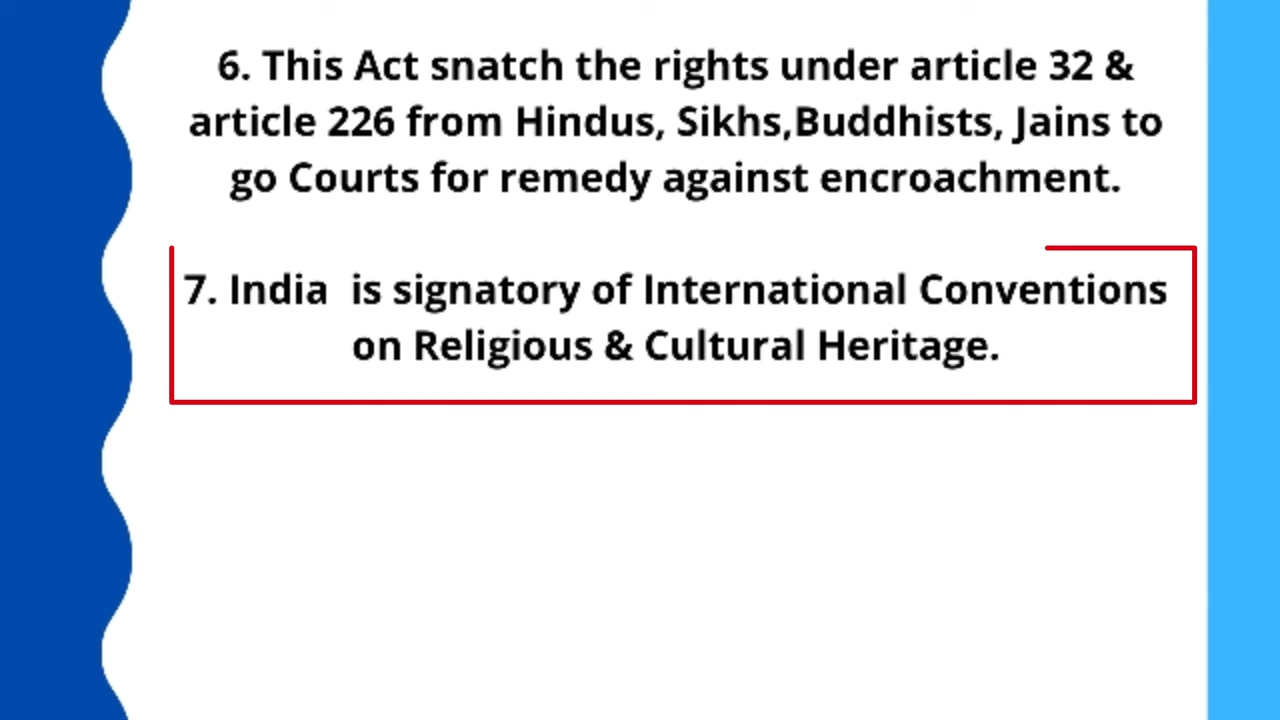 6. This Act snatch the rights under article 32 &
article 226 from Hindus, Sikhs,Buddhists, Jains to
go Courts for remedy against encroachment.
7. India  is signatory of International Conventions
on Religious & Cultural Heritage.